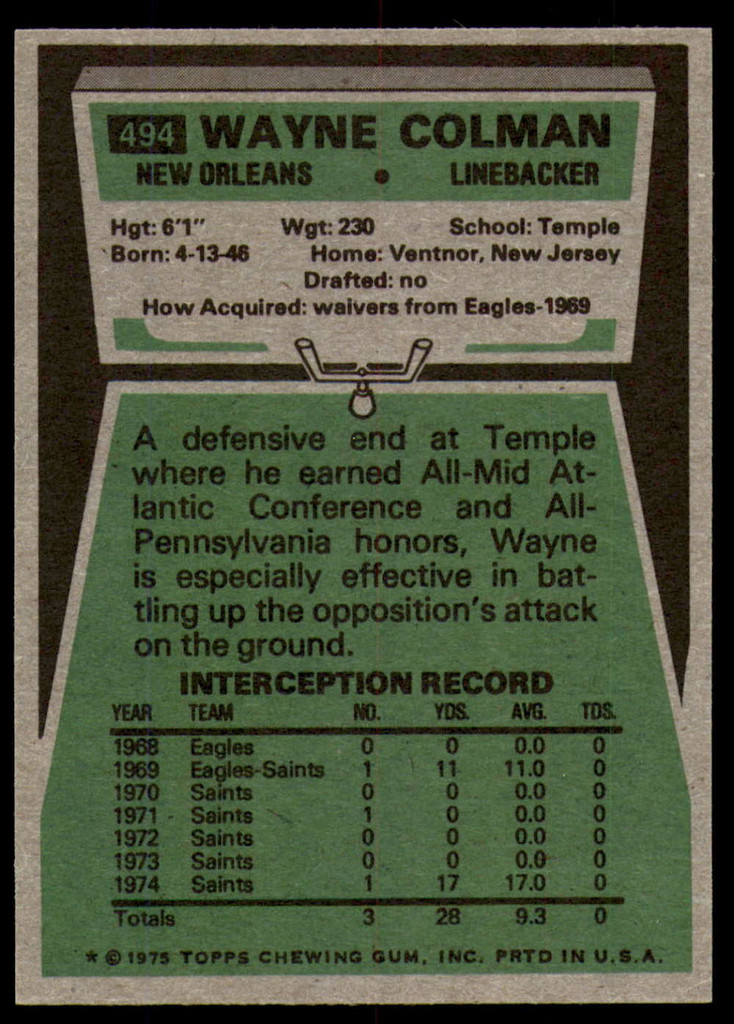 494 WAYNE COLMAN
NEW ORLEANS • LINEBACKER
Hgt: 6'1" Wgt: 230 School: Temple
Born: 4-13-46 Home: Ventnor, New Jersey
Drafted: no
How Acquired: waivers from Eagles-1969
A defensive end at Temple
where he earned All-Mid At-
lantic Conference and All-
Pennsylvania honors, Wayne
is especially effective in bat-
tling up the opposition's attack
on the ground.
INTERCEPTION RECORD
YEAR TEAM NO. YDS. AVG. TDS.
1968 Eagles 0 0 0.0 0
1969 Eagles-Saints 1 11 11.0 0
1970 Saints 0 0 0.0 0
1971 Saints 1 0 0.0 0
1972 Saints 0 0 0.0 0
1973 Saints 0 0 0.0 0
1974 Saints 1 17 17.0 0
Totals 3 28 9.3 0
* © 1975 TOPPS CHEWING GUM, INC. PRTD IN U.S.A.